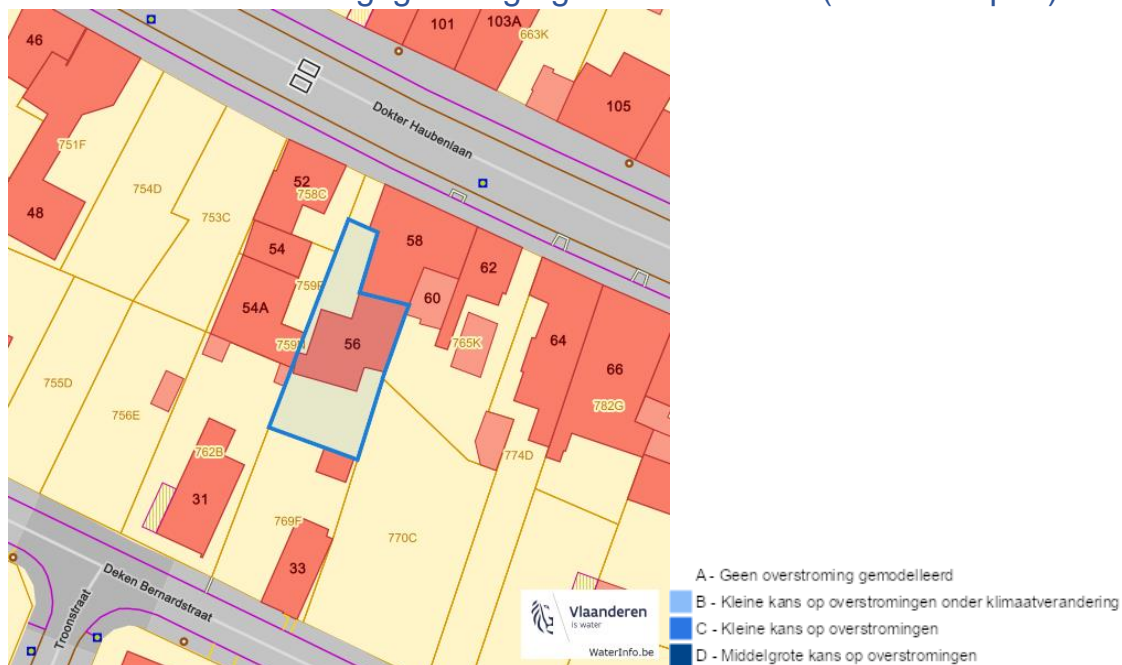 46
101
103A
663K
105
Dokter Haubenlaan
751F
754D
753C
48
52
758C
54
54A
58
62
60
56
765K
64
66
782G
755D
756E
762B
31
774D
769F
770C
33
Deken Bernardstraat
Troonstraat
Vlaanderen
is water
WaterInfo.be
A - Geen overstroming gemodelleerd
B - Kleine kans op overstromingen onder klimaatverandering
C - Kleine kans op overstromingen
D - Middelgrote kans op overstromingen